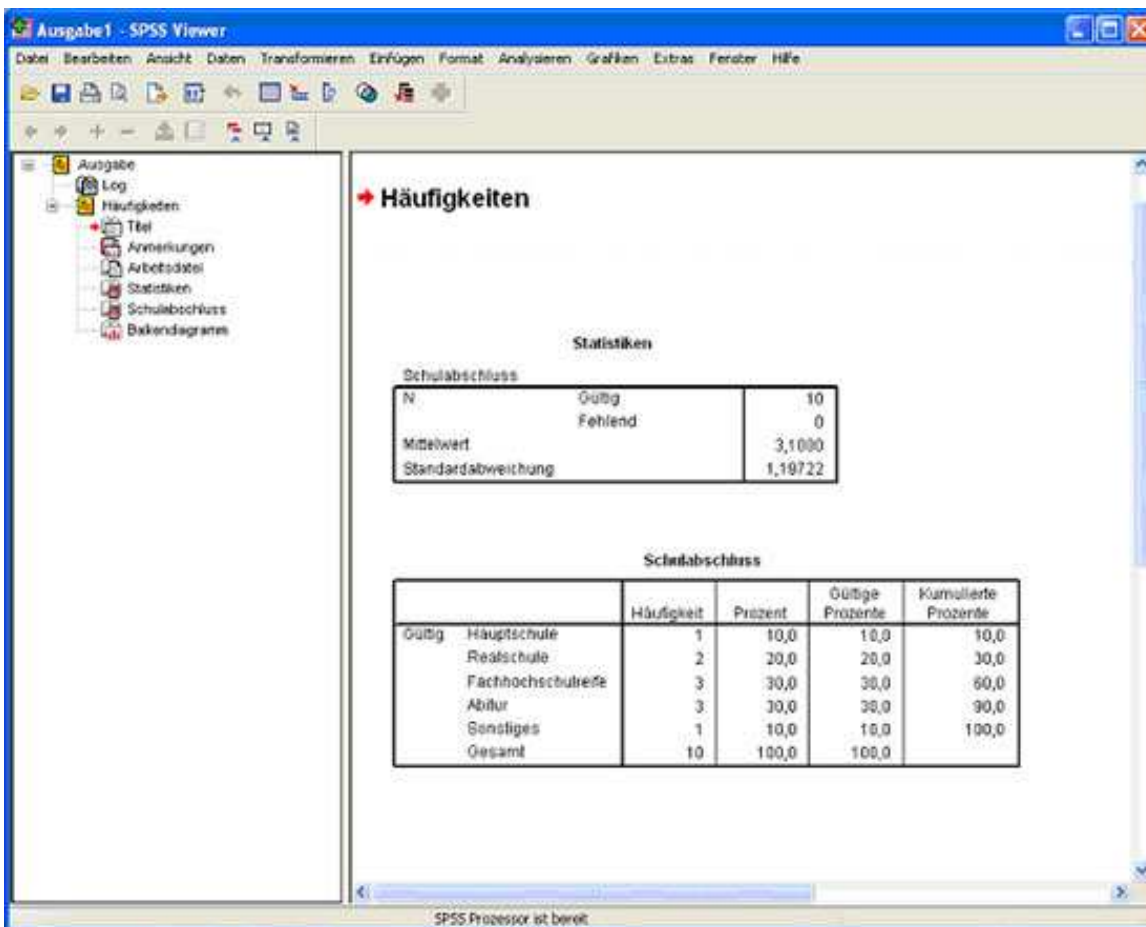 Ausgabe1 - SPSS Viewer
Datei Bearbeiten Ansicht Daten Transformieren Einfügen Format Analysieren Grafiken Extras Fenster Hilfe
Ausgabe
Log
Häufigkeiten
Titel
Anmerkungen
Arbeitsdatei
Statistiken
Schulabschluss
Balkendiagramm
Häufigkeiten
Statistiken
Schulabschluss
N Gültig 10
Fehlend 0
Mittelwert 3,1000
Standardabweichung 1,19722
Schulabschluss
Häufigkeit Prozent Gültige Prozente Kumulierte Prozente
Gültig Hauptschule 1 10,0 10,0 10,0
Realschule 2 20,0 20,0 30,0
Fachhochschulreife 3 30,0 30,0 60,0
Abitur 3 30,0 30,0 90,0
Sonstiges 1 10,0 10,0 100,0
Gesamt 10 100,0 100,0
SPSS Prozessor ist bereit